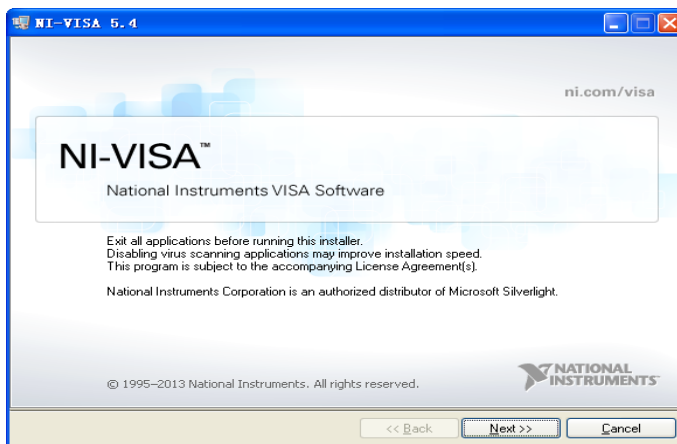 NI-VISA 5.4
ni.com/visa
NI-VISA™
National Instruments VISA Software
Exit all applications before running this installer.
Disabling virus scanning applications may improve installation speed.
This program is subject to the accompanying License Agreement(s).
National Instruments Corporation is an authorized distributor of Microsoft Silverlight.
© 1995–2013 National Instruments. All rights reserved.
NATIONAL
INSTRUMENTS™
<< Back Next >> Cancel